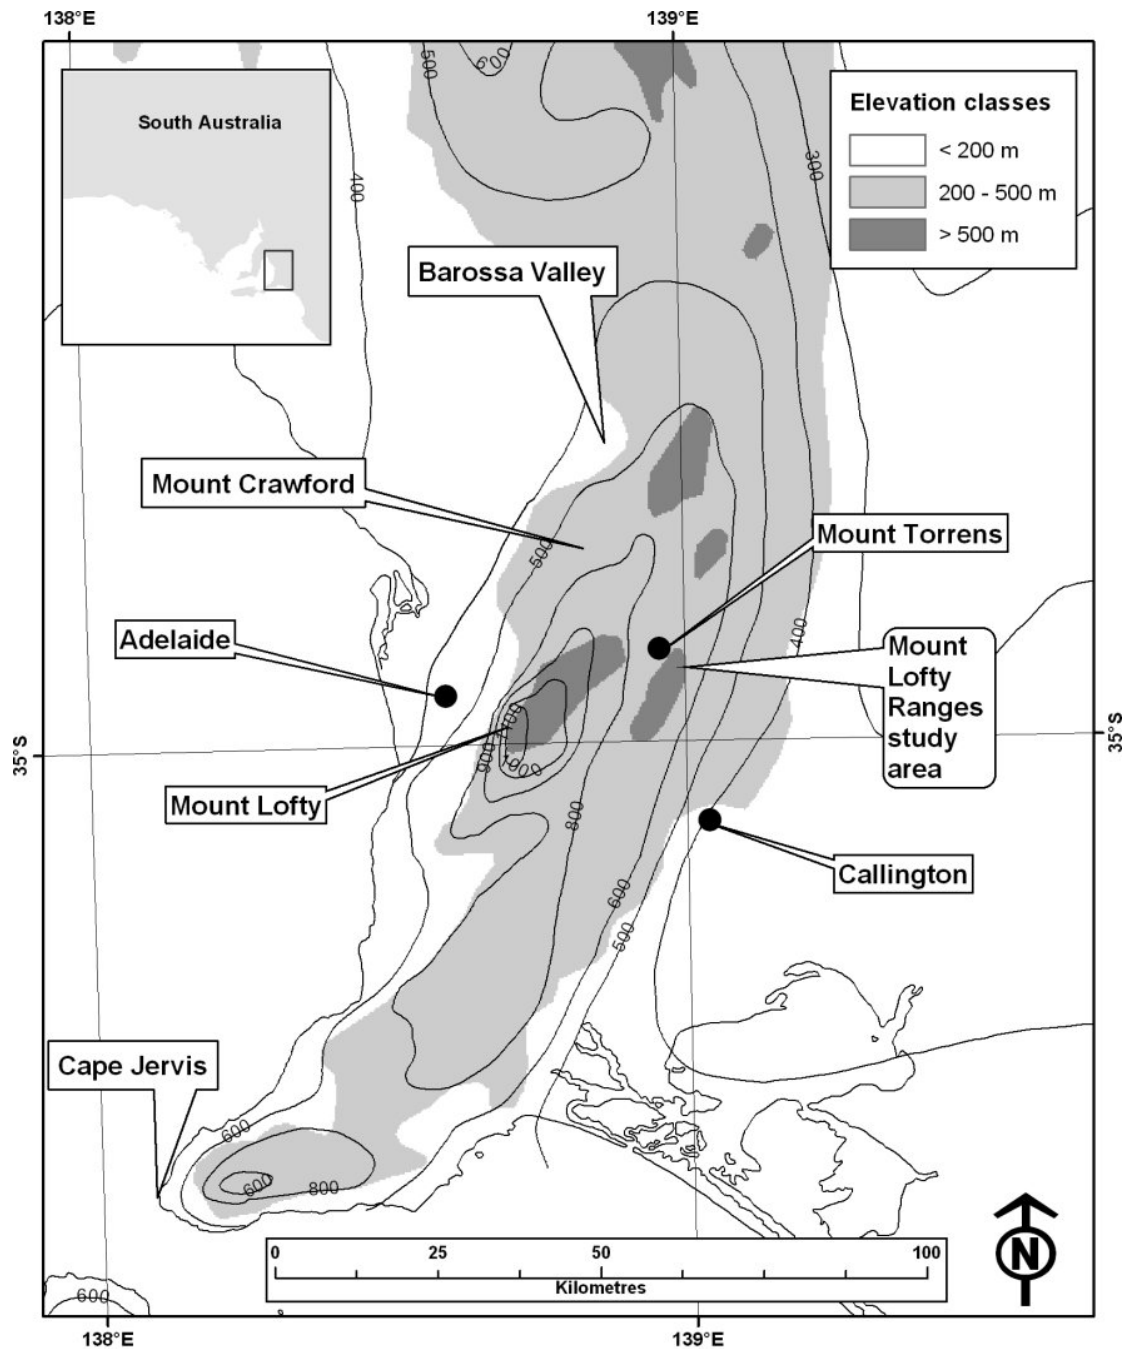 138°E
139°E
South Australia
Elevation classes
< 200 m
200 - 500 m
> 500 m
500
600
400
300
Barossa Valley
Mount Crawford
500
Mount Torrens
Adelaide
400
Mount
Lofty
Ranges
study
area
35°S
35°S
900
1000
Mount Lofty
800
Callington
600
500
Cape Jervis
600
600
800
0
25
50
100
Kilometres
N
600
138°E
139°E